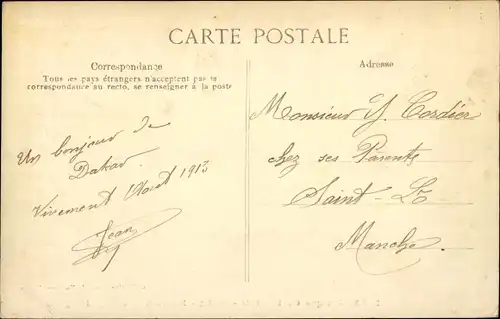 CARTE POSTALE
Correspondance
Tous les pays étrangers n'acceptent pas la
correspondance au recto, se renseigner à la poste
Adresse
Un bonjour de
Dakar.
Vivement l'Aout 1913
Jean
Monsieur Y. Cordier
chez ses Parents
Saint-Lô
Manche